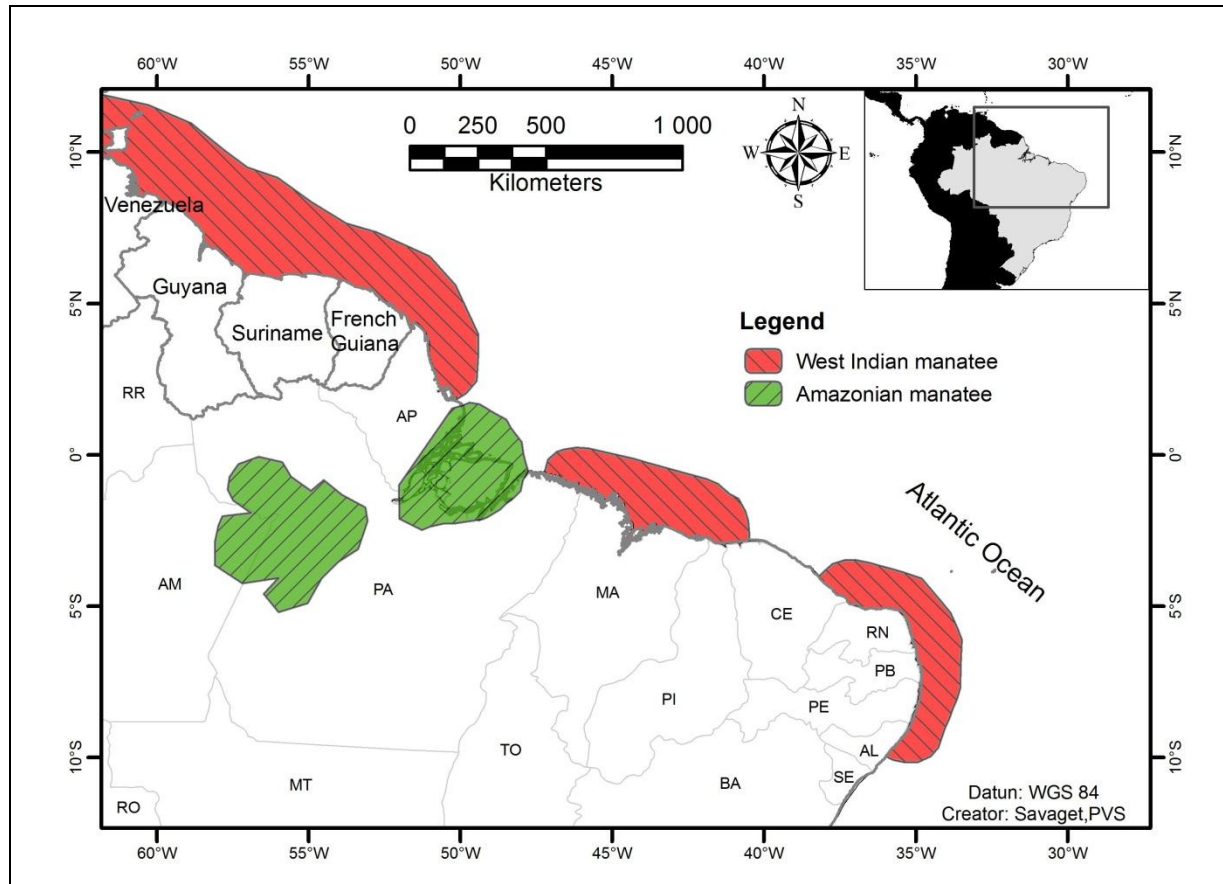 60°W 55°W 50°W 45°W 40°W 35°W 30°W
0 250 500 1 000
Kilometers
N
W E
S
10°N 10°N
Venezuela
Guyana
Suriname
French
Guiana
5°N 5°N
Legend
West Indian manatee
Amazonian manatee
RR
AP
0° 0°
Atlantic Ocean
AM
PA
MA
CE
RN
5°S 5°S
PB
PI
PE
TO
AL
10°S 10°S
MT
BA
SE
RO
Datun: WGS 84
Creator: Savaget,PVS
60°W 55°W 50°W 45°W 40°W 35°W 30°W